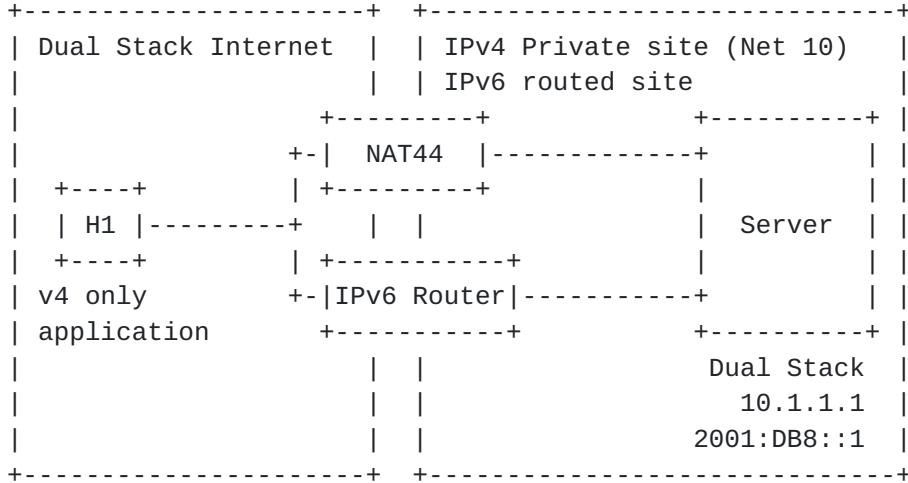 Dual Stack Internet
IPv4 Private site (Net 10)
IPv6 routed site
NAT44
H1
Server
v4 only
IPv6 Router
application
Dual Stack
10.1.1.1
2001:DB8::1